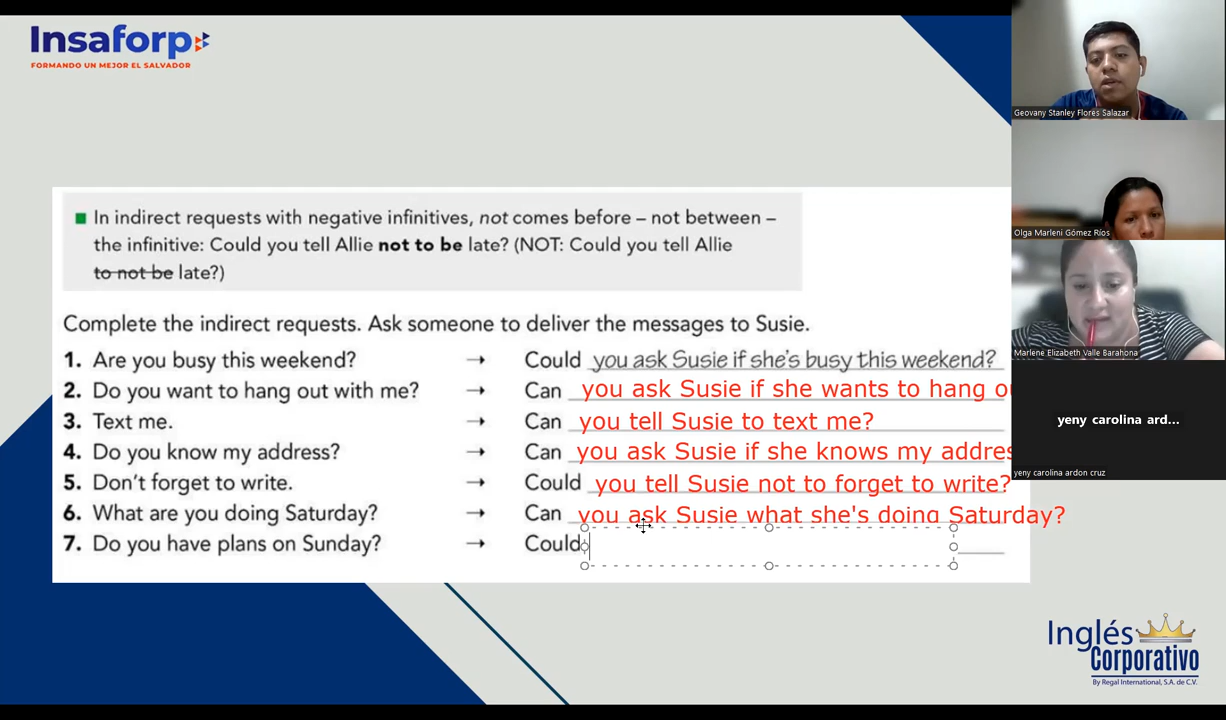 Insaforp
FORMANDO UN MEJOR EL SALVADOR
■ In indirect requests with negative infinitives, not comes before – not between –
the infinitive: Could you tell Allie not to be late? (NOT: Could you tell Allie
to not be late?)
Complete the indirect requests. Ask someone to deliver the messages to Susie.
1. Are you busy this weekend? → Could you ask Susie if she's busy this weekend?
2. Do you want to hang out with me? → Can you ask Susie if she wants to hang
3. Text me. → Can you tell Susie to text me?
4. Do you know my address? → Can you ask Susie if she knows my
5. Don't forget to write. → Could you tell Susie not to forget to write?
6. What are you doing Saturday? → Can you ask Susie what she's doing Saturday?
7. Do you have plans on Sunday? → Could
Geovany Stanley Flores Salazar
Olga Marleni Gómez Ríos
Marlene Elizabeth Valle Barahona
yeny carolina ard...
yeny carolina ardon cruz
Inglés
Corporativo
By Regal International, S.A. de C.V.